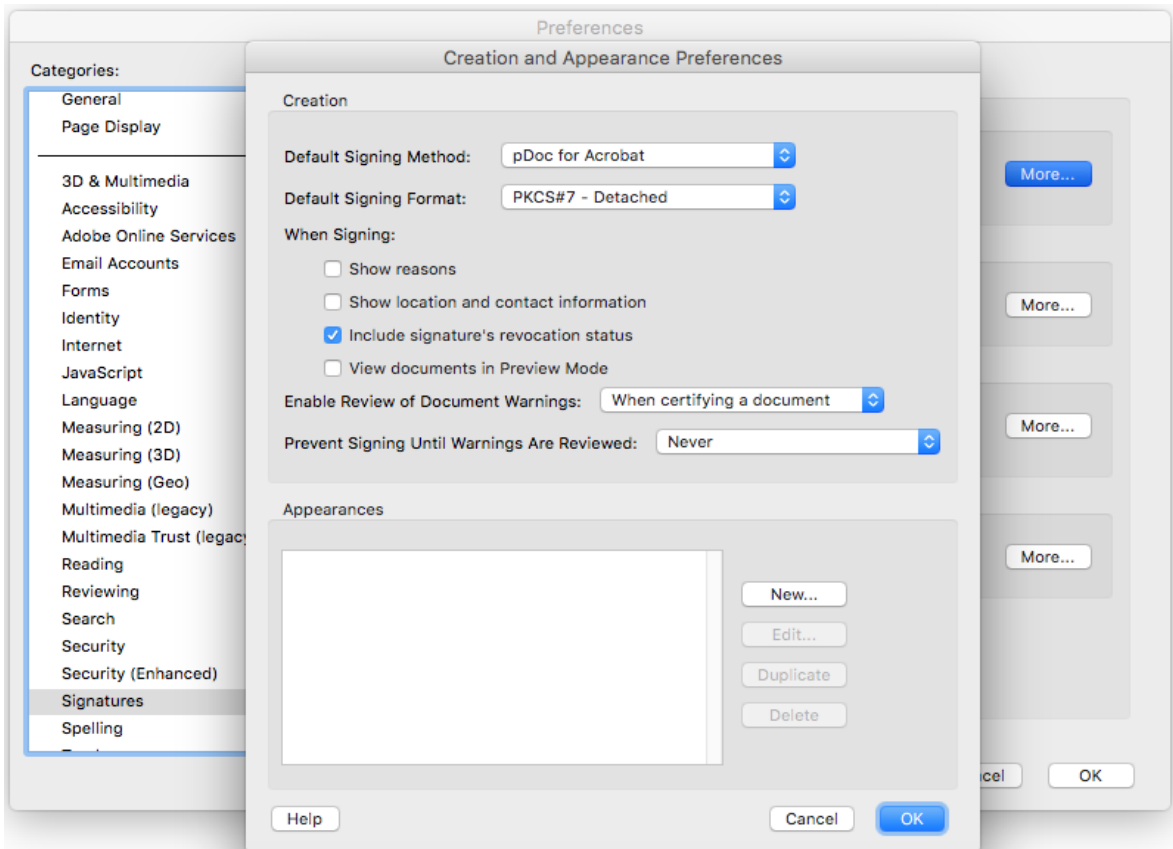 Preferences
Creation and Appearance Preferences
Categories:
General
Page Display
3D & Multimedia
Accessibility
Adobe Online Services
Email Accounts
Forms
Identity
Internet
JavaScript
Language
Measuring (2D)
Measuring (3D)
Measuring (Geo)
Multimedia (legacy)
Multimedia Trust (legacy
Reading
Reviewing
Search
Security
Security (Enhanced)
Signatures
Spelling
Creation
Default Signing Method: pDoc for Acrobat
Default Signing Format: PKCS#7 - Detached
When Signing:
Show reasons
Show location and contact information
Include signature's revocation status
View documents in Preview Mode
Enable Review of Document Warnings: When certifying a document
Prevent Signing Until Warnings Are Reviewed: Never
Appearances
New...
Edit...
Duplicate
Delete
Help
Cancel
OK
More...
More...
More...
More...
ncel
OK